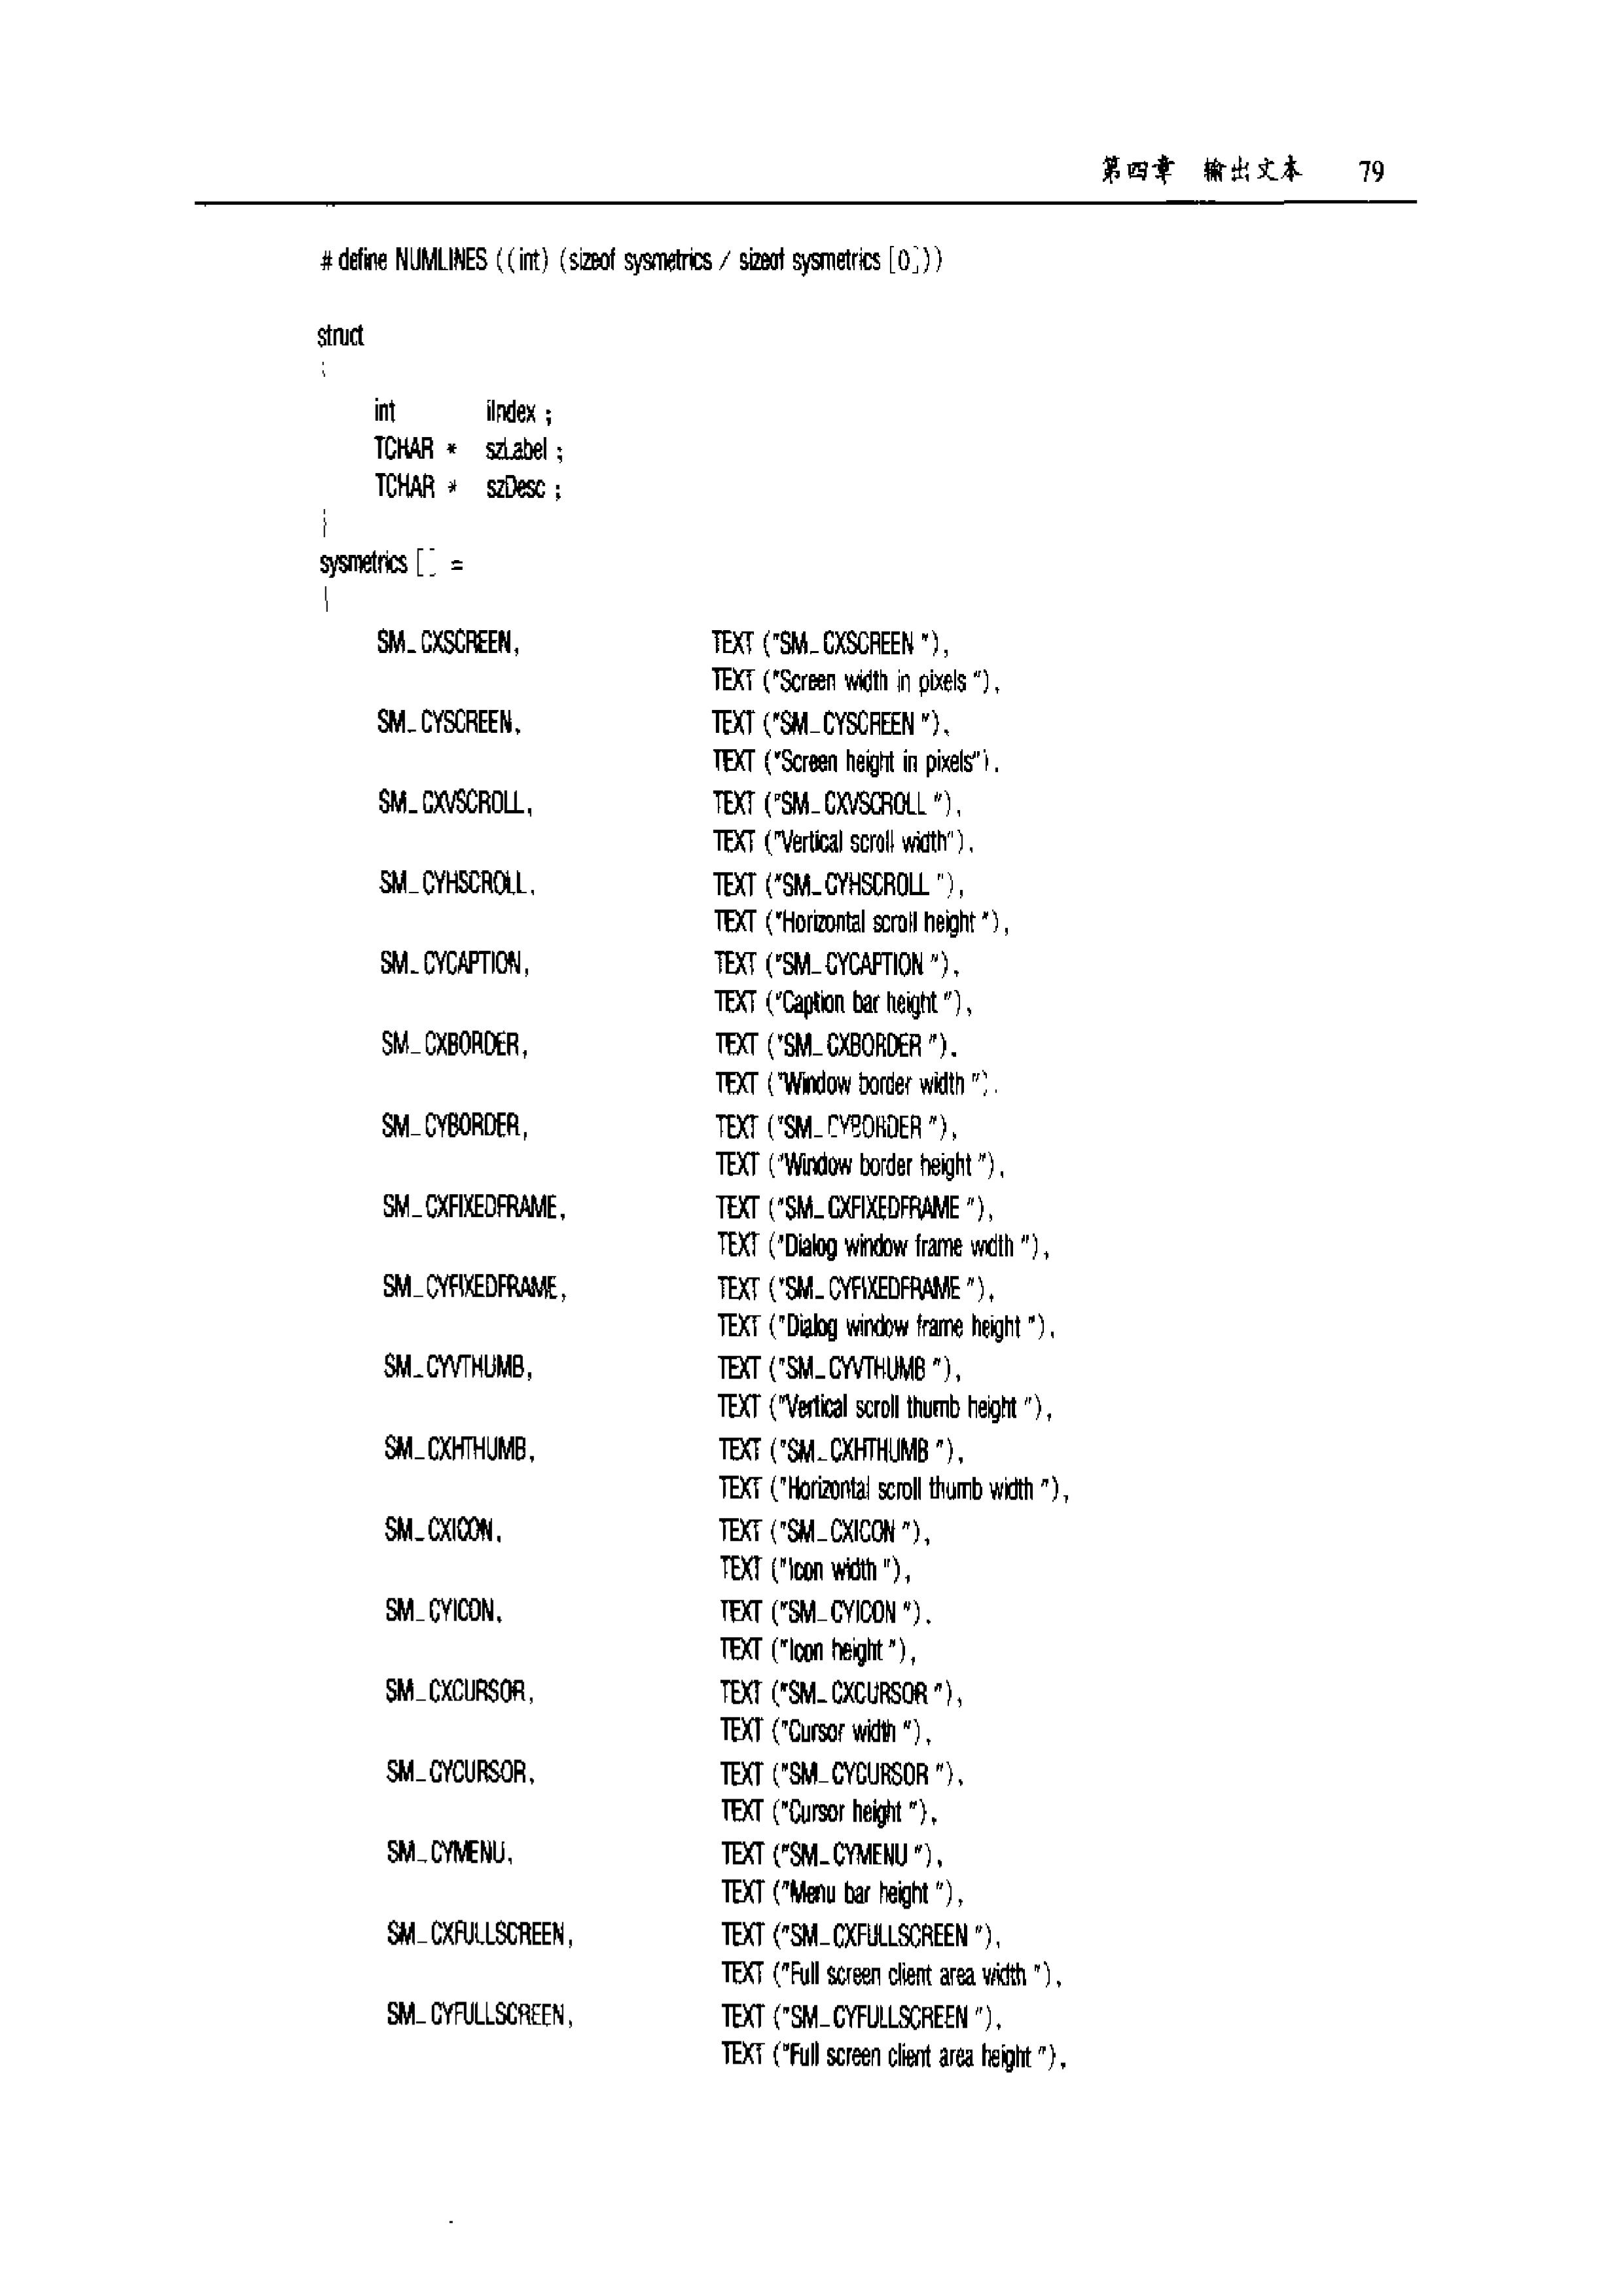 第四章 输出文本 79
# define NUMLINES ((int) (sizeof sysmetrics / sizeof sysmetrics [0]))
struct
{
int iIndex ;
TCHAR * szLabel ;
TCHAR * szDesc ;
}
sysmetrics [] =
{
SM_CXSCREEN, TEXT ("SM_CXSCREEN"),
TEXT ("Screen width in pixels"),
SM_CYSCREEN, TEXT ("SM_CYSCREEN"),
TEXT ("Screen height in pixels"),
SM_CXVSCROLL, TEXT ("SM_CXVSCROLL"),
TEXT ("Vertical scroll width"),
SM_CYHSCROLL, TEXT ("SM_CYHSCROLL"),
TEXT ("Horizontal scroll height"),
SM_CYCAPTION, TEXT ("SM_CYCAPTION"),
TEXT ("Caption bar height"),
SM_CXBORDER, TEXT ("SM_CXBORDER"),
TEXT ("Window border width"),
SM_CYBORDER, TEXT ("SM_CYBORDER"),
TEXT ("Window border height"),
SM_CXFIXEDFRAME, TEXT ("SM_CXFIXEDFRAME"),
TEXT ("Dialog window frame width"),
SM_CYFIXEDFRAME, TEXT ("SM_CYFIXEDFRAME"),
TEXT ("Dialog window frame height"),
SM_CYVTHUMB, TEXT ("SM_CYVTHUMB"),
TEXT ("Vertical scroll thumb height"),
SM_CXHTHUMB, TEXT ("SM_CXHTHUMB"),
TEXT ("Horizontal scroll thumb width"),
SM_CXICON, TEXT ("SM_CXICON"),
TEXT ("Icon width"),
SM_CYICON, TEXT ("SM_CYICON"),
TEXT ("Icon height"),
SM_CXCURSOR, TEXT ("SM_CXCURSOR"),
TEXT ("Cursor width"),
SM_CYCURSOR, TEXT ("SM_CYCURSOR"),
TEXT ("Cursor height"),
SM_CYMENU, TEXT ("SM_CYMENU"),
TEXT ("Menu bar height"),
SM_CXFULLSCREEN, TEXT ("SM_CXFULLSCREEN"),
TEXT ("Full screen client area width"),
SM_CYFULLSCREEN, TEXT ("SM_CYFULLSCREEN"),
TEXT ("Full screen client area height"),